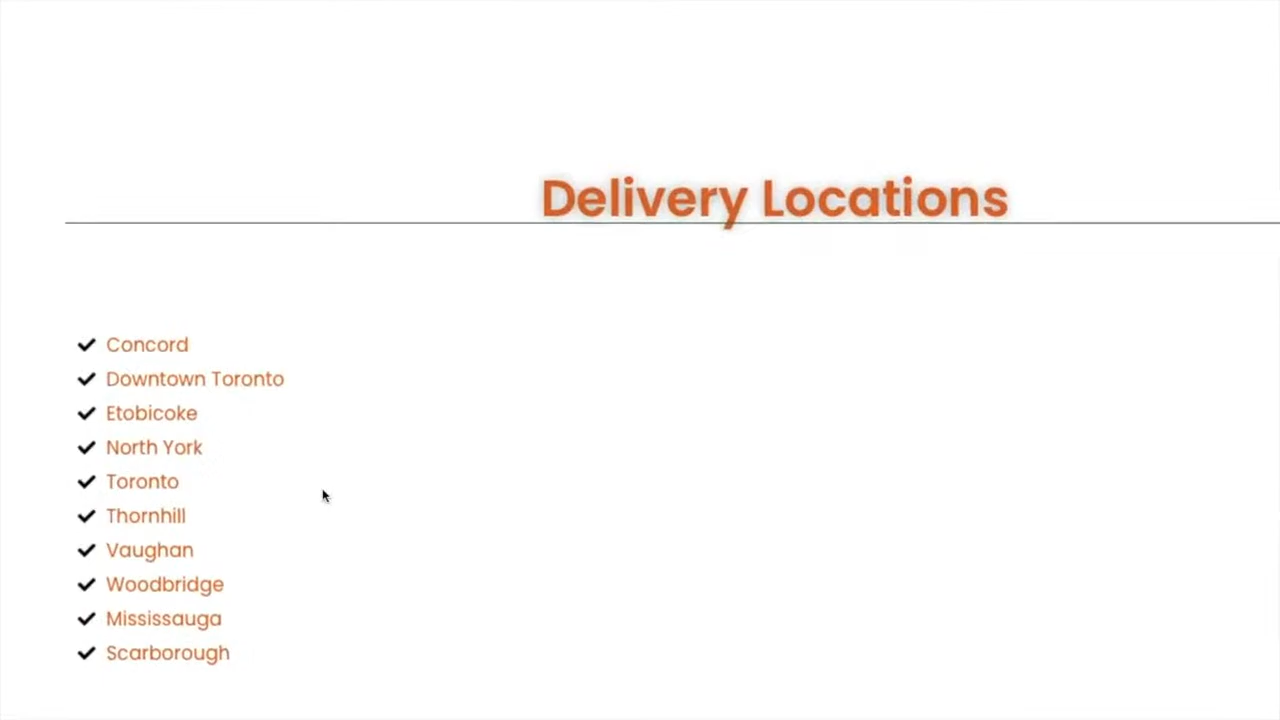 Delivery Locations
Concord
Downtown Toronto
Etobicoke
North York
Toronto
Thornhill
Vaughan
Woodbridge
Mississauga
Scarborough